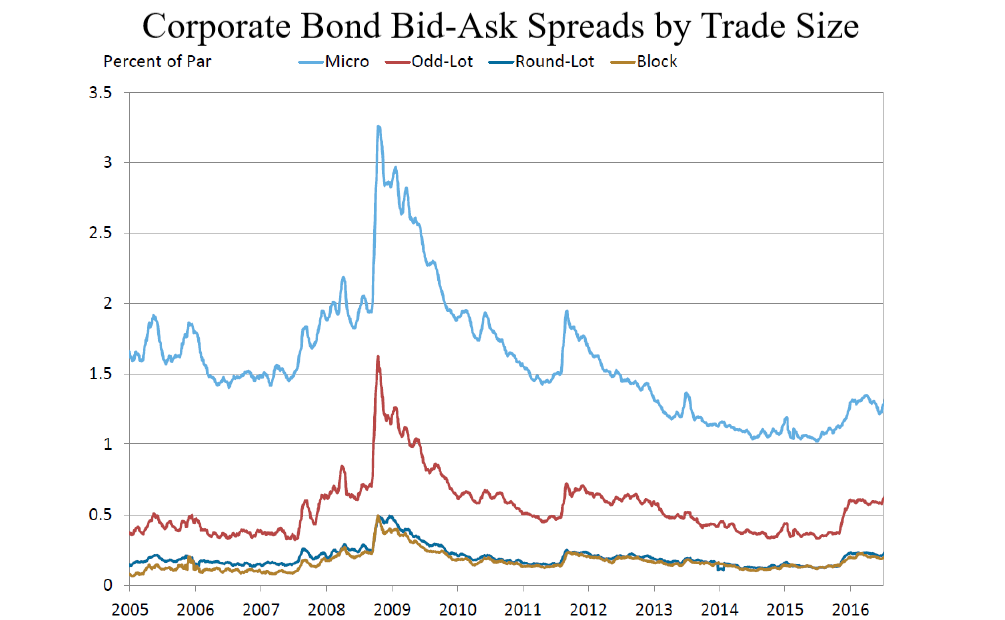 Corporate Bond Bid-Ask Spreads by Trade Size
Percent of Par
Micro Odd-Lot Round-Lot Block
3.5
3
2.5
2
1.5
1
0.5
0
2005 2006 2007 2008 2009 2010 2011 2012 2013 2014 2015 2016